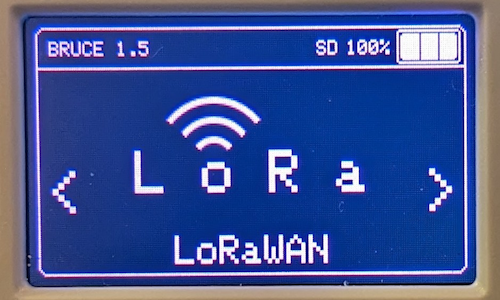 BRUCE 1.5 SD 100%
< L o R a >
LoRaWAN